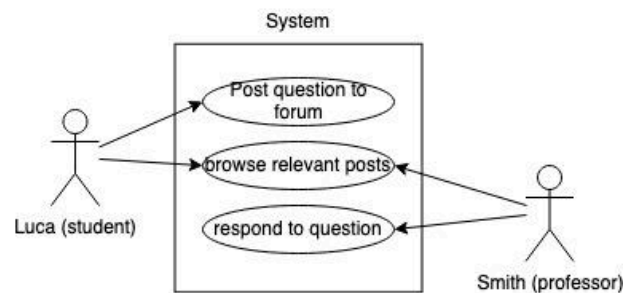 System
Post question to
forum
browse relevant posts
respond to question
Luca (student)
Smith (professor)